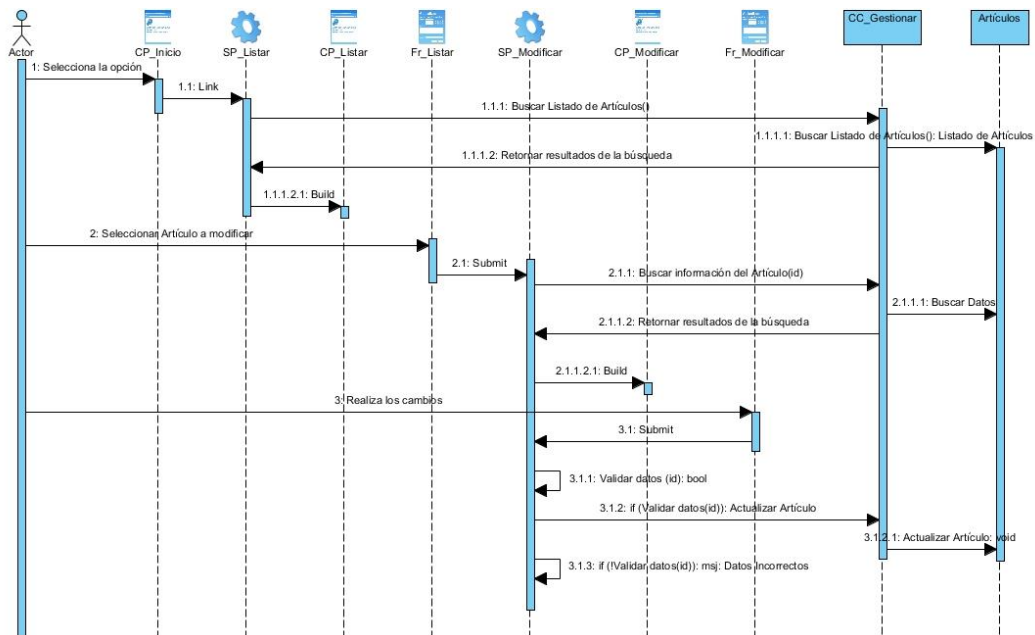 Actor
CP_Inicio
SP_Listar
CP_Listar
Fr_Listar
SP_Modificar
CP_Modificar
Fr_Modificar
CC_Gestionar
Artículos
1: Selecciona la opción
1.1: Link
1.1.1: Buscar Listado de Artículos()
1.1.1.1: Buscar Listado de Artículos(): Listado de Artículos
1.1.1.2: Retornar resultados de la búsqueda
1.1.1.2.1: Build
2: Seleccionar Artículo a modificar
2.1: Submit
2.1.1: Buscar información del Artículo(id)
2.1.1.1: Buscar Datos
2.1.1.2: Retornar resultados de la búsqueda
2.1.1.2.1: Build
3: Realiza los cambios
3.1: Submit
3.1.1: Validar datos (id): bool
3.1.2: if (Validar datos(id)): Actualizar Artículo
3.1.2.1: Actualizar Artículo: void
3.1.3: if (!Validar datos(id)): msj: Datos Incorrectos